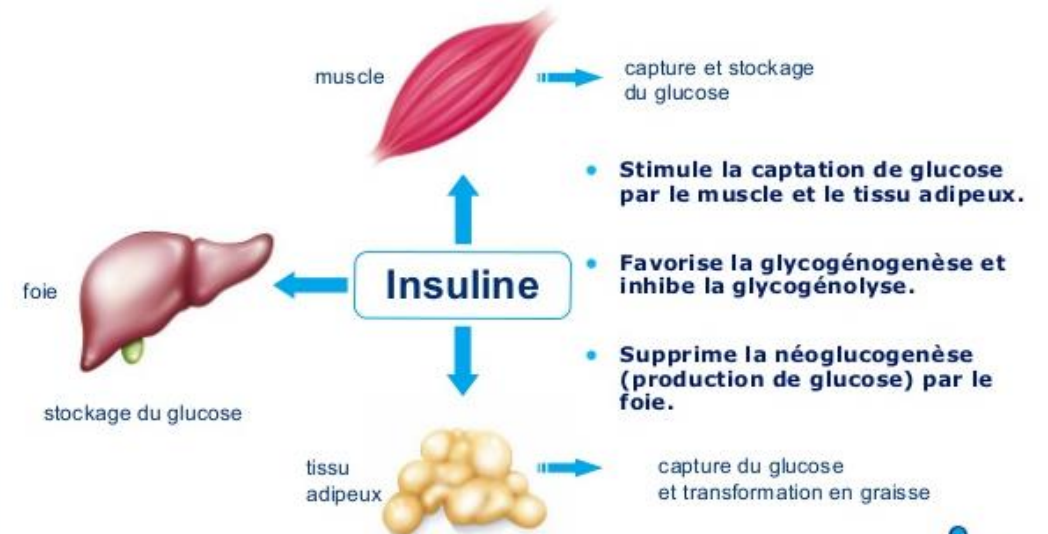 muscle
capture et stockage
du glucose
• Stimule la captation de glucose
par le muscle et le tissu adipeux.
foie
Insuline
• Favorise la glycogénogenèse et
inhibe la glycogénolyse.
• Supprime la néoglucogenèse
(production de glucose) par le
foie.
stockage du glucose
tissu
adipeux
capture du glucose
et transformation en graisse